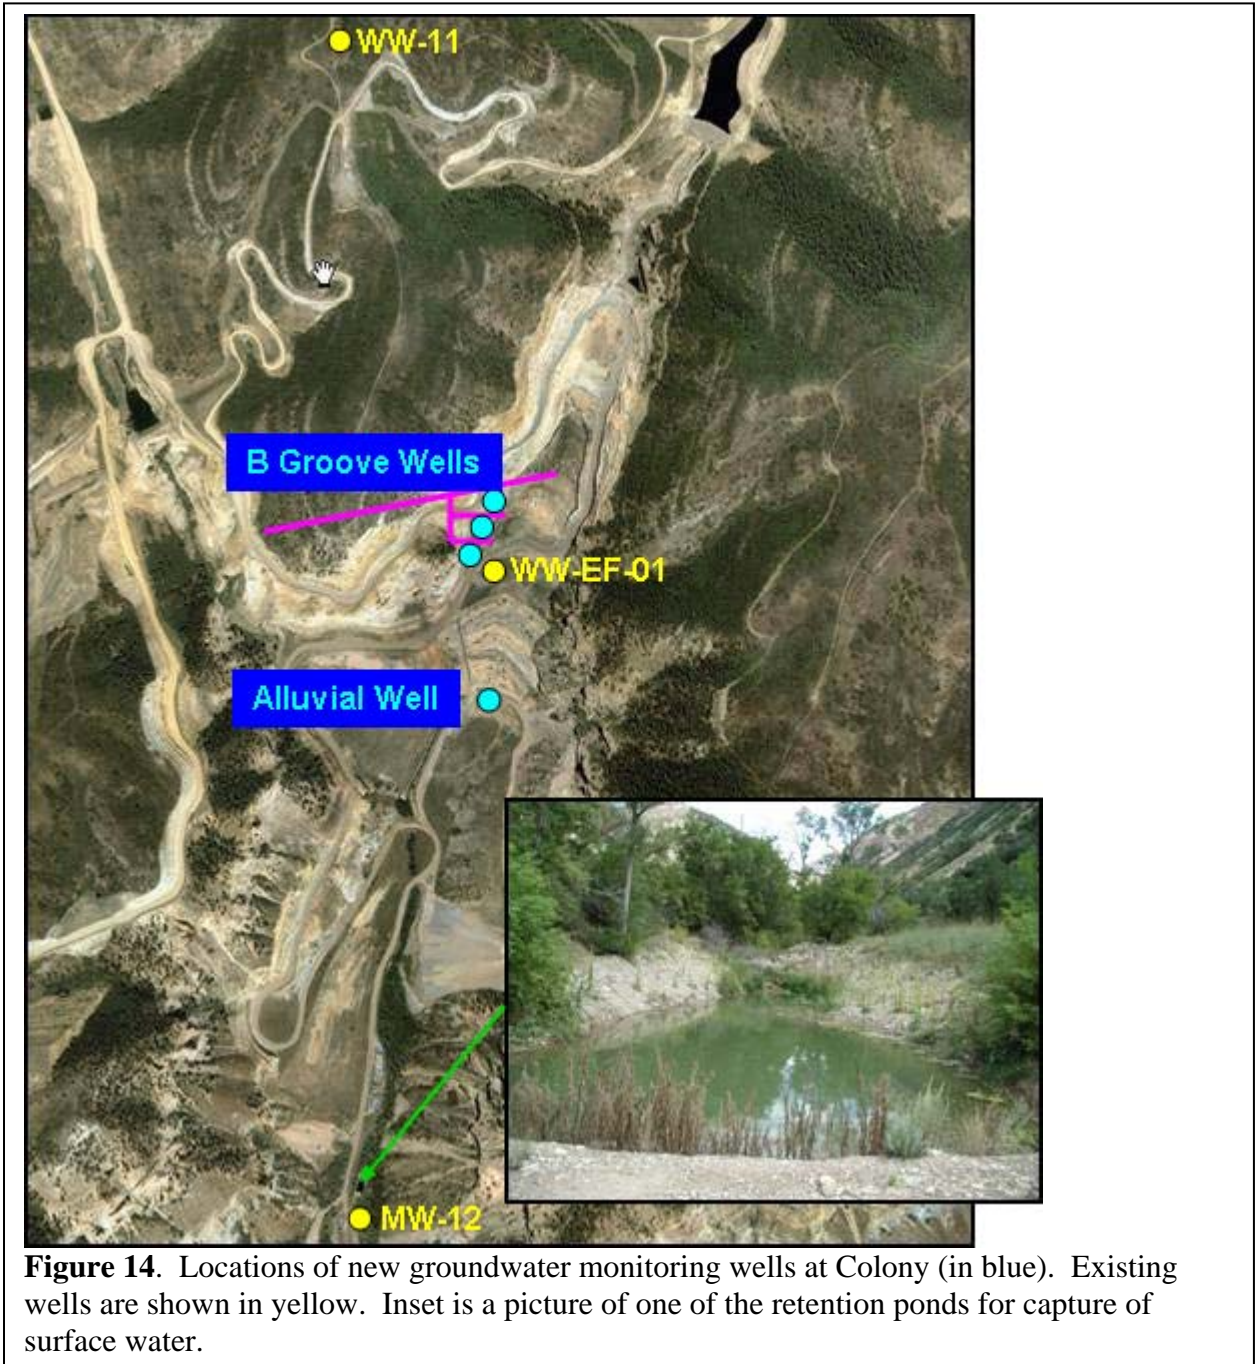 WW-11
B Groove Wells
WW-EF-01
Alluvial Well
MW-12
Figure 14. Locations of new groundwater monitoring wells at Colony (in blue). Existing
wells are shown in yellow. Inset is a picture of one of the retention ponds for capture of
surface water.